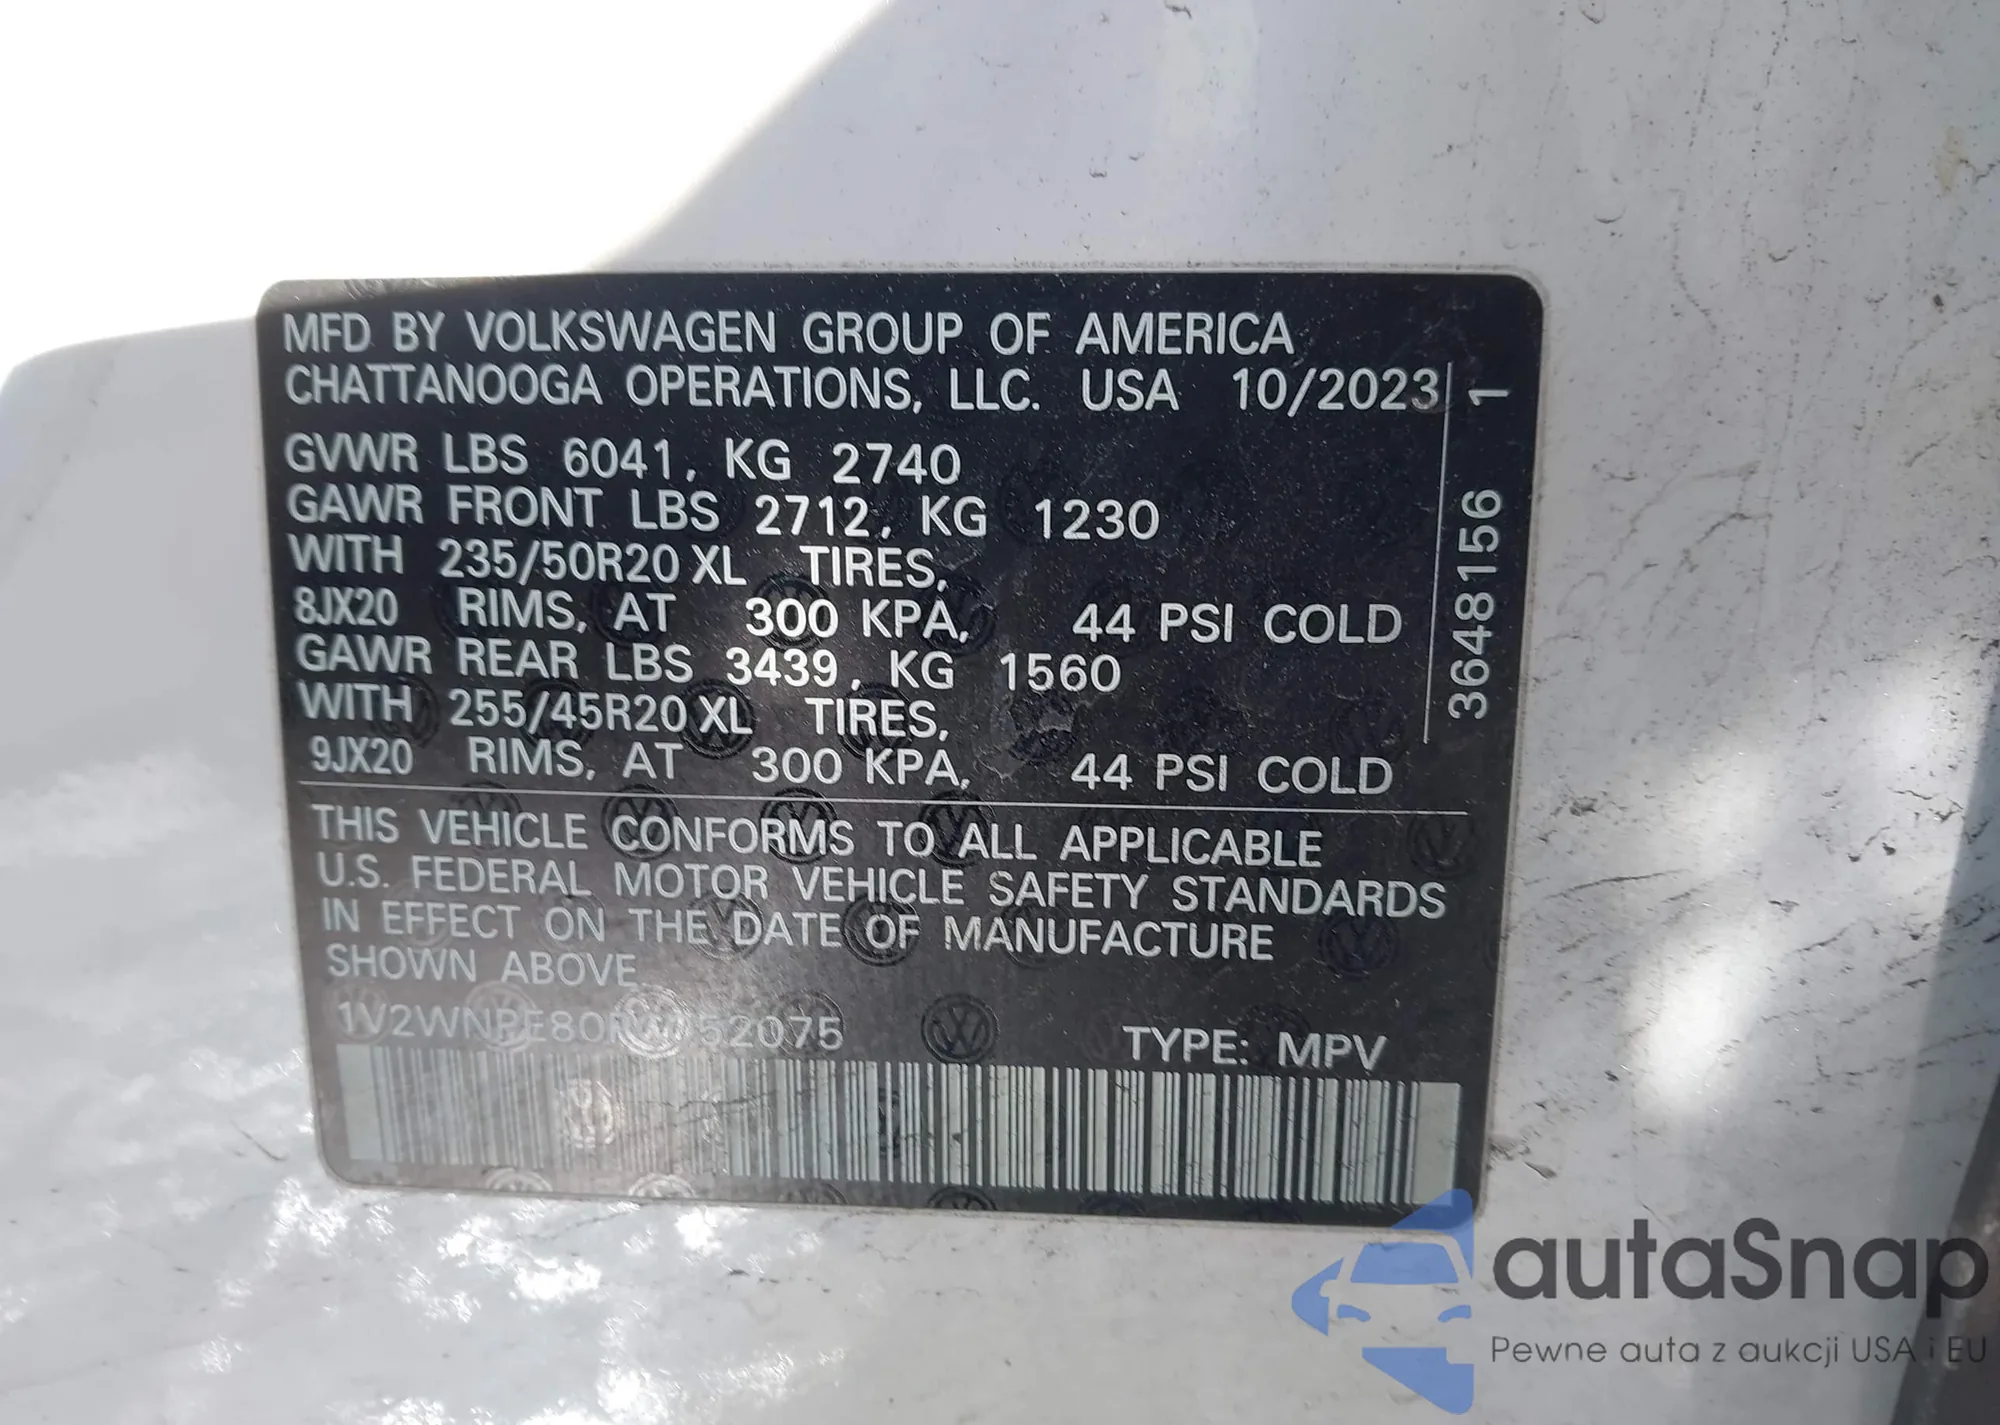 MFD BY VOLKSWAGEN GROUP OF AMERICA
CHATTANOOGA OPERATIONS, LLC. USA 10/2023
GVWR LBS 6041, KG 2740
GAWR FRONT LBS 2712, KG 1230
WITH 235/50R20 XL TIRES,
8JX20 RIMS, AT 300 KPA, 44 PSI COLD
GAWR REAR LBS 3439, KG 1560
WITH 255/45R20 XL TIRES,
9JX20 RIMS, AT 300 KPA, 44 PSI COLD
3648156 1
THIS VEHICLE CONFORMS TO ALL APPLICABLE
U.S. FEDERAL MOTOR VEHICLE SAFETY STANDARDS
IN EFFECT ON THE DATE OF MANUFACTURE
SHOWN ABOVE
TYPE: MPV
autaSnap
Pewne auta z aukcji USA i EU